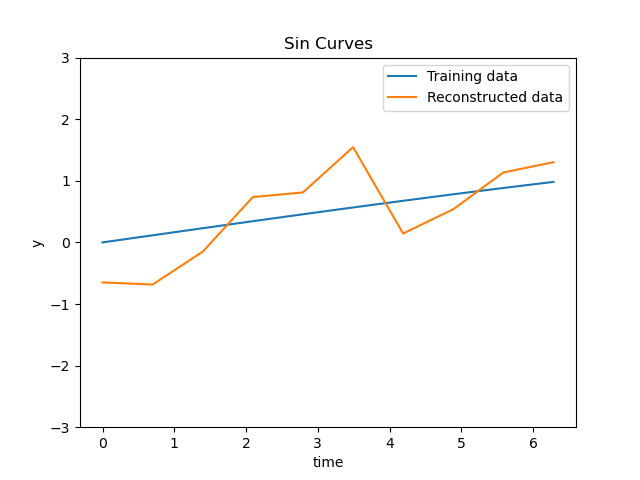 Sin Curves
Training data
Reconstructed data
3
2
1
0
−1
−2
−3
y
0 1 2 3 4 5 6
time